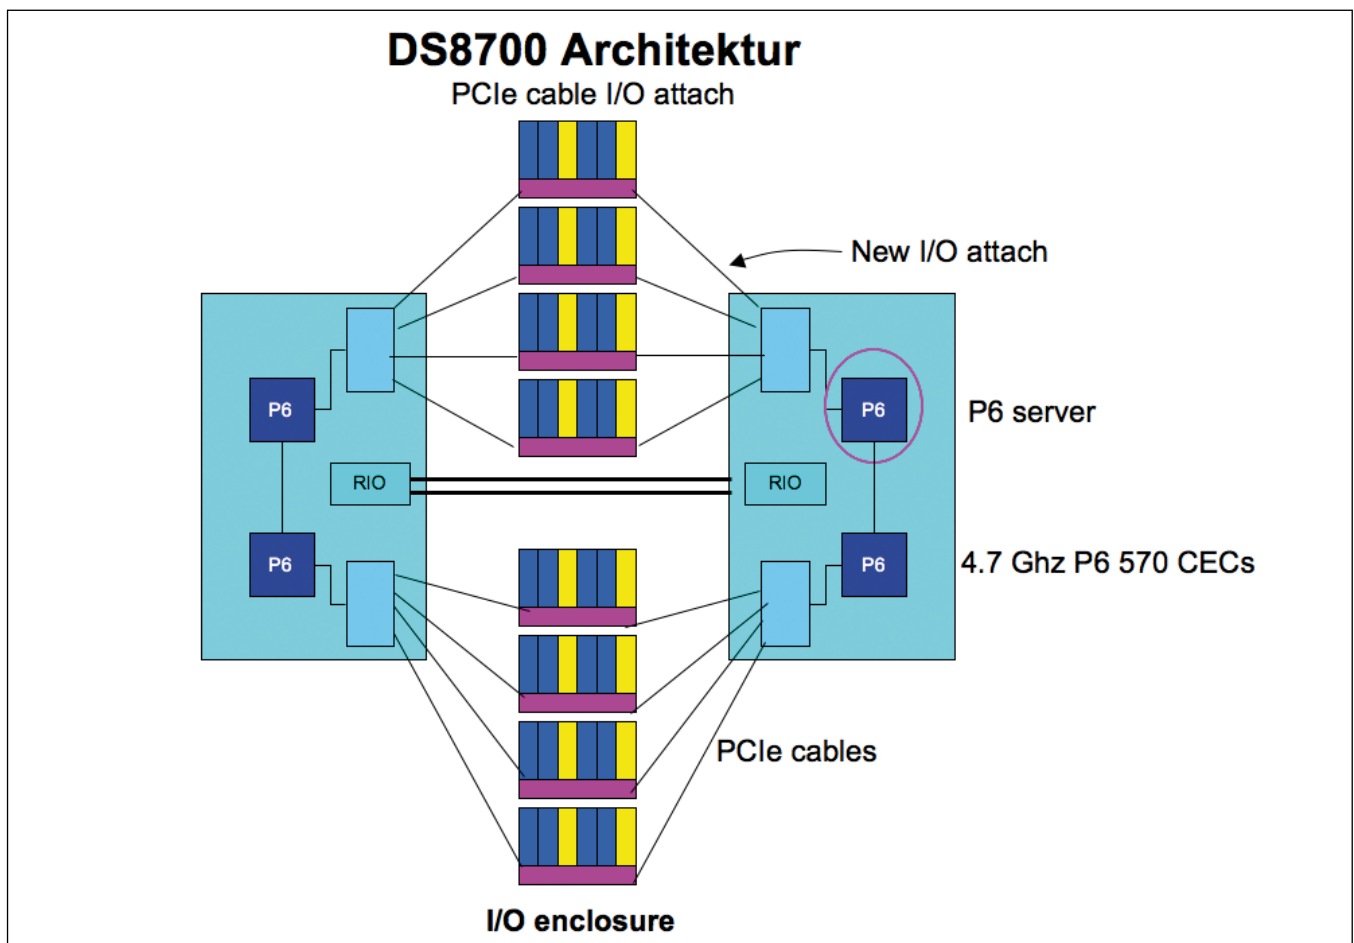 DS8700 Architektur
PCIe cable I/O attach
New I/O attach
P6
P6
P6 server
RIO
RIO
P6
P6
4.7 Ghz P6 570 CECs
PCIe cables
I/O enclosure